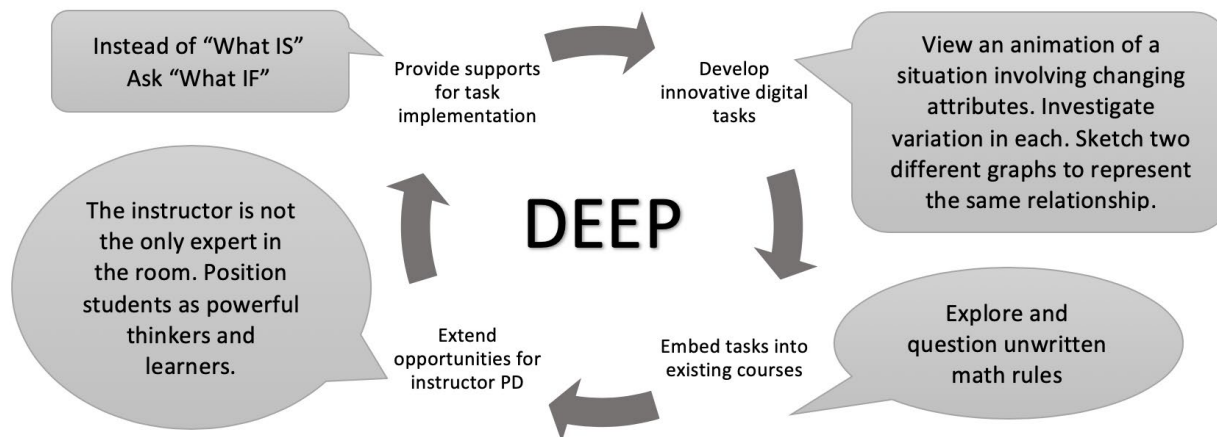 Instead of “What IS”
Ask “What IF”
Provide supports
for task
implementation
Develop
innovative digital
tasks
View an animation of a
situation involving changing
attributes. Investigate
variation in each. Sketch two
different graphs to represent
the same relationship.
DEEP
The instructor is not
the only expert in
the room. Position
students as powerful
thinkers and
learners.
Extend
opportunities for
instructor PD
Embed tasks into
existing courses
Explore and
question unwritten
math rules